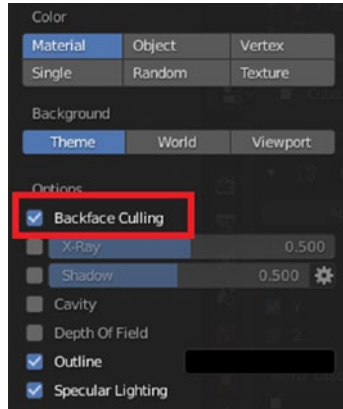 Color
Material Object Vertex
Single Random Texture
Background
Theme World Viewport
Options
Backface Culling
X-Ray 0.500
Shadow 0.500
Cavity
Depth Of Field
Outline
Specular Lighting